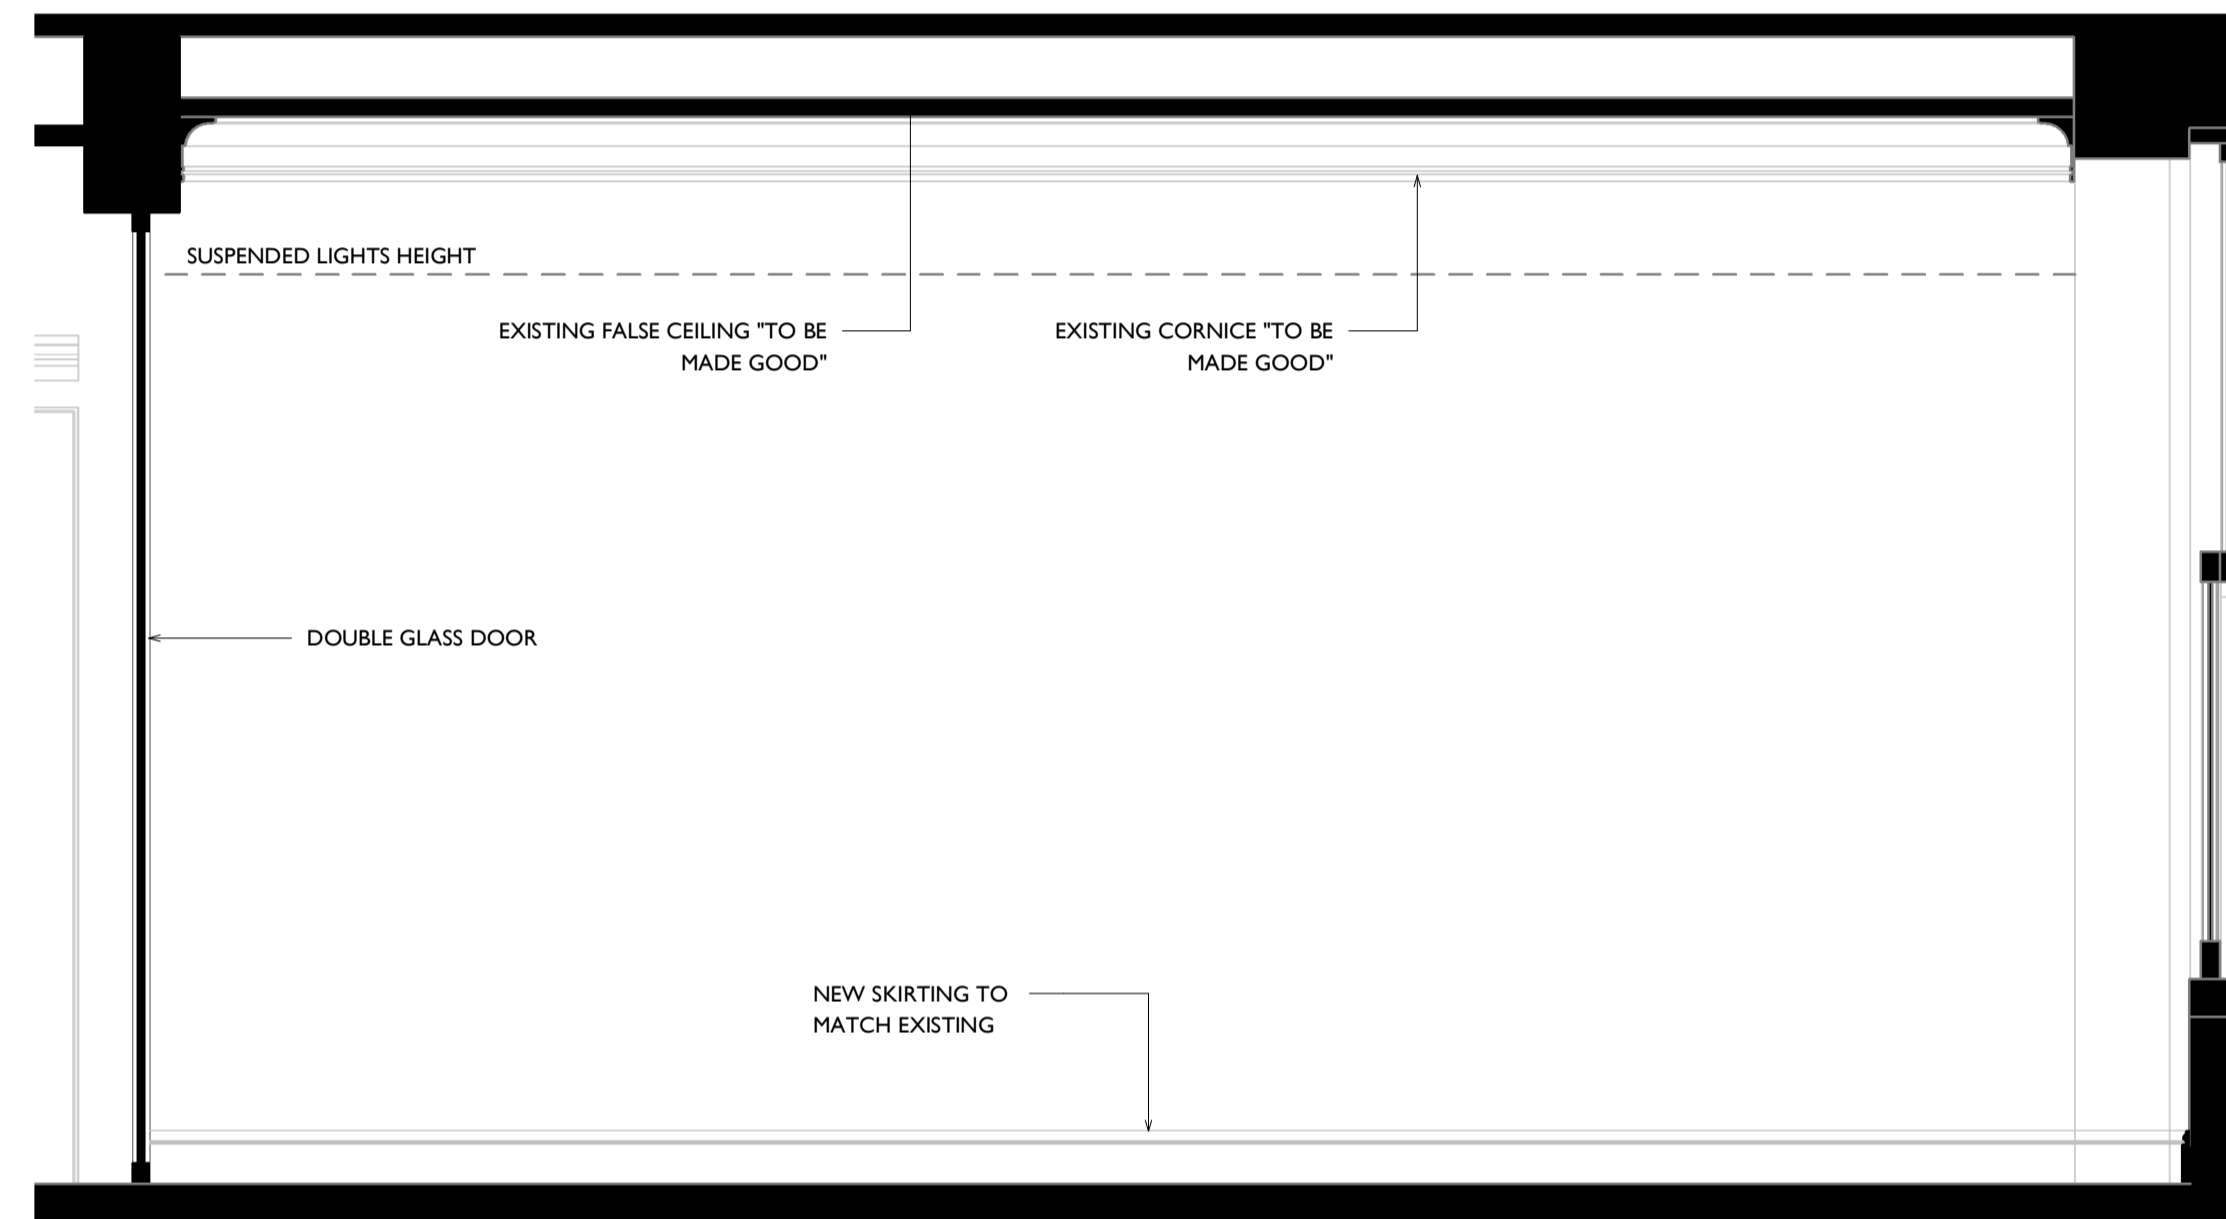 SUSPENDED LIGHTS HEIGHT
EXISTING FALSE CEILING "TO BE
MADE GOOD"
EXISTING CORNICE "TO BE
MADE GOOD"
DOUBLE GLASS DOOR
NEW SKIRTING TO
MATCH EXISTING